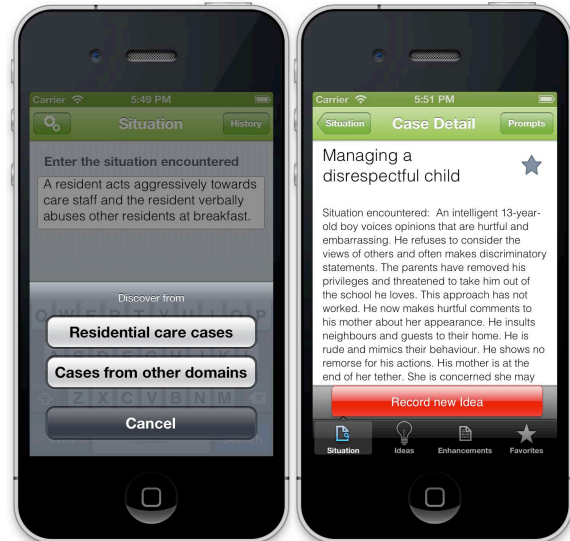 Carrier 5:49 PM
Situation
History
Enter the situation encountered
A resident acts aggressively towards
care staff and the resident verbally
abuses other residents at breakfast.
Discover from
Residential care cases
Cases from other domains
Z X C V B N M
Cancel
Carrier 5:51 PM
Situation
Case Detail
Prompts
Managing a
disrespectful child
Situation encountered: An intelligent 13-year-
old boy voices opinions that are hurtful and
embarrassing. He refuses to consider the
views of others and often makes discriminatory
statements. The parents have removed his
privileges and threatened to take him out of
the school he loves. This approach has not
worked. He now makes hurtful comments to
his mother about her appearance. He insults
neighbours and guests to their home. He is
rude and mimics their behaviour. He shows no
remorse for his actions. His mother is at the
end of her tether. She is concerned she may
Record new Idea
Situation
Ideas
Enhancements
Favorites